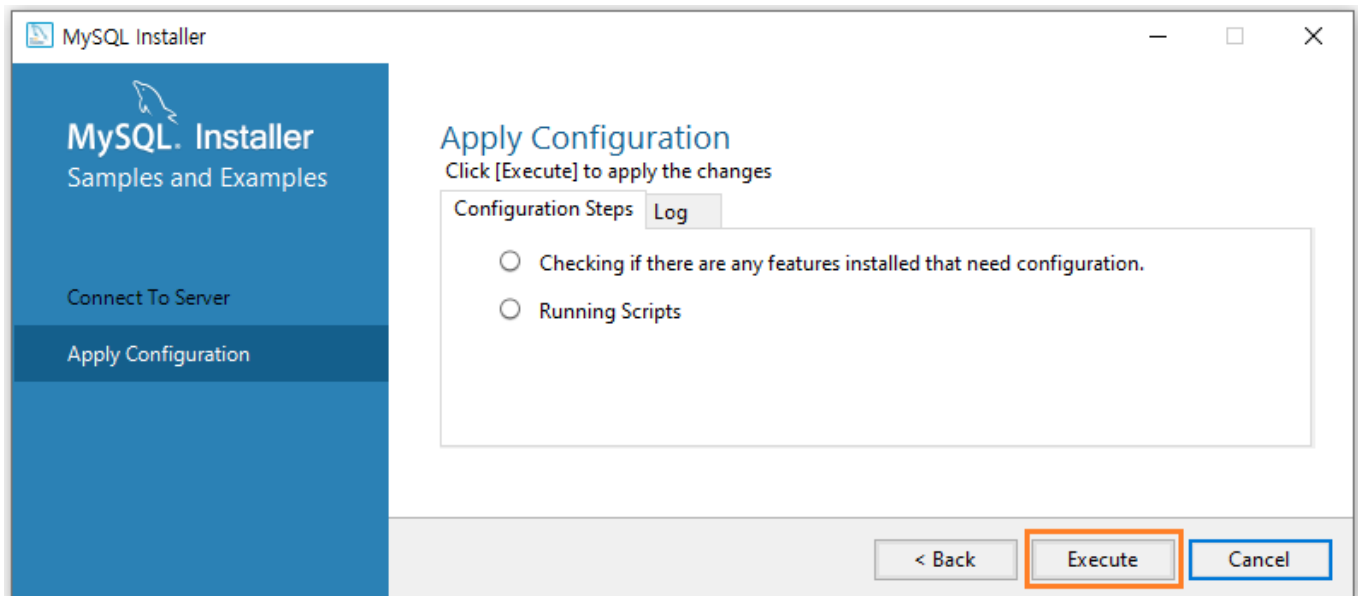 MySQL Installer
MySQL. Installer
Samples and Examples
Connect To Server
Apply Configuration
Apply Configuration
Click [Execute] to apply the changes
Configuration Steps
Log
Checking if there are any features installed that need configuration.
Running Scripts
< Back
Execute
Cancel